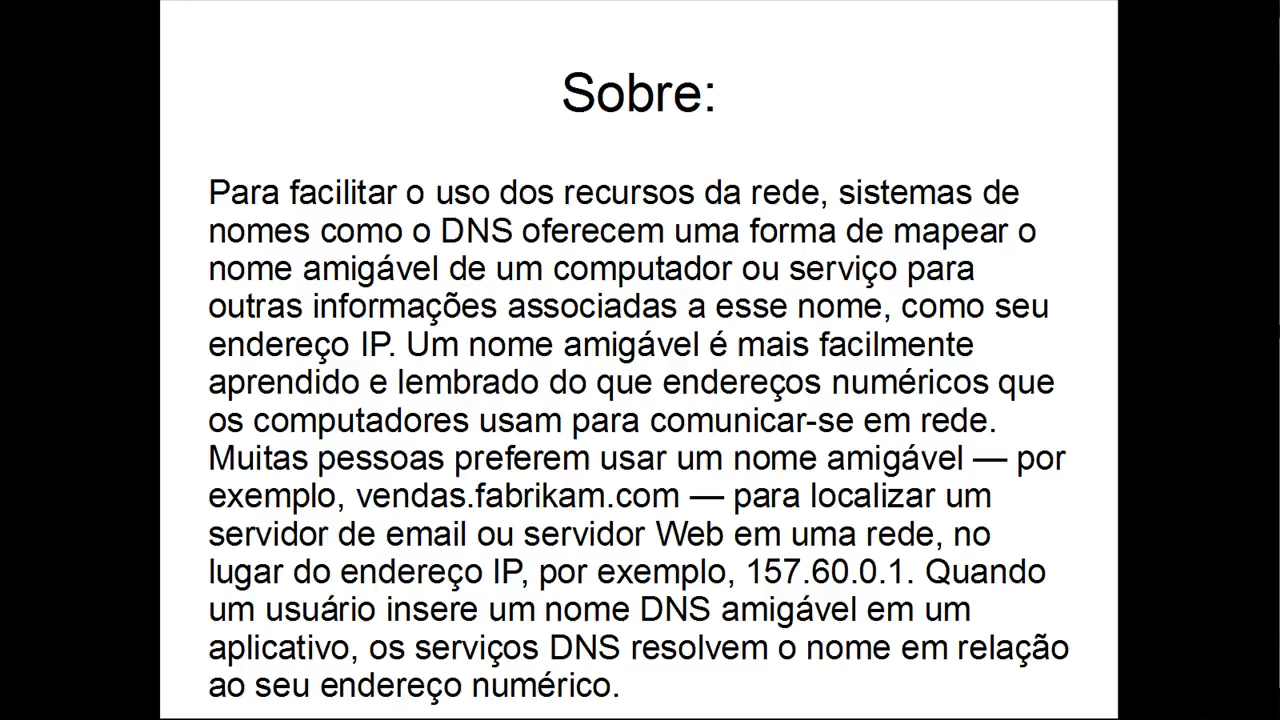 Sobre:
Para facilitar o uso dos recursos da rede, sistemas de
nomes como o DNS oferecem uma forma de mapear o
nome amigável de um computador ou serviço para
outras informações associadas a esse nome, como seu
endereço IP. Um nome amigável é mais facilmente
aprendido e lembrado do que endereços numéricos que
os computadores usam para comunicar-se em rede.
Muitas pessoas preferem usar um nome amigável — por
exemplo, vendas.fabrikam.com — para localizar um
servidor de email ou servidor Web em uma rede, no
lugar do endereço IP, por exemplo, 157.60.0.1. Quando
um usuário insere um nome DNS amigável em um
aplicativo, os serviços DNS resolvem o nome em relação
ao seu endereço numérico.